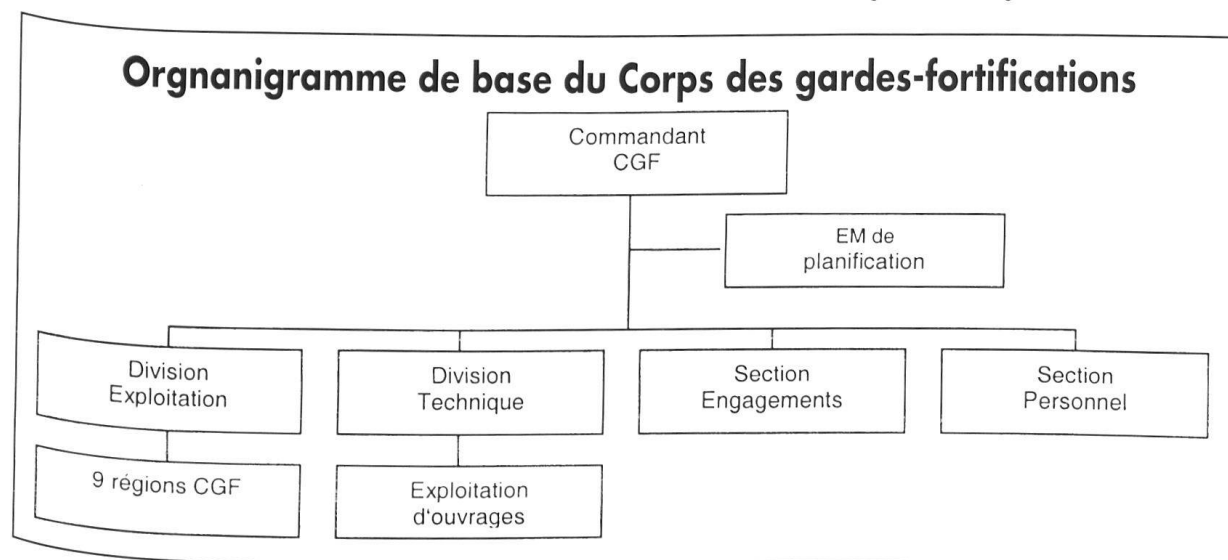 Orgnanigramme de base du Corps des gardes-fortifications
Commandant
CGF
EM de
planification
Division
Exploitation
Division
Technique
Section
Engagements
Section
Personnel
9 régions CGF
Exploitation
d'ouvrages